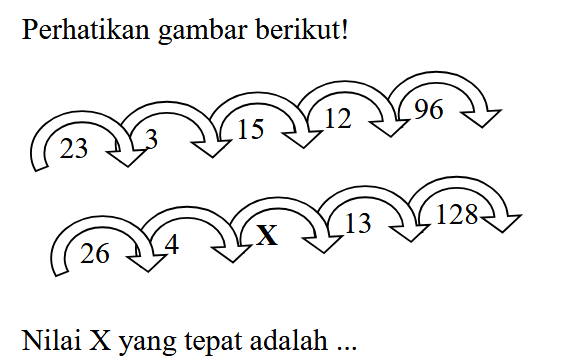 Perhatikan gambar berikut!
23 3 15 12 96
26 4 X 13 128
Nilai X yang tepat adalah ...